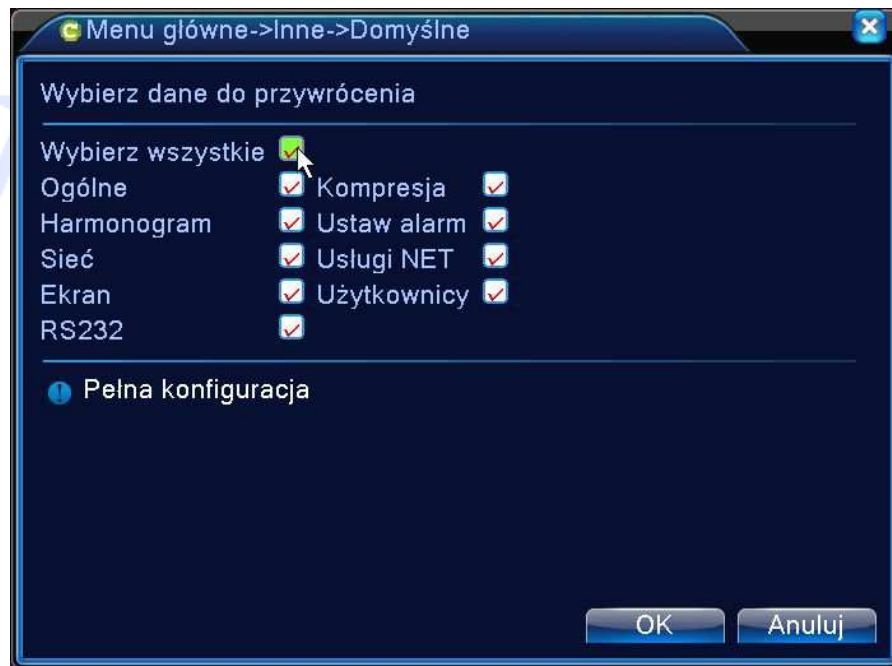 Menu główne->Inne->Domyślne
Wybierz dane do przywrócenia
Wybierz wszystkie
Ogólne Kompresja
Harmonogram Ustaw alarm
Sieć Usługi NET
Ekran Użytkownicy
RS232
Pełna konfiguracja
OK Anuluj